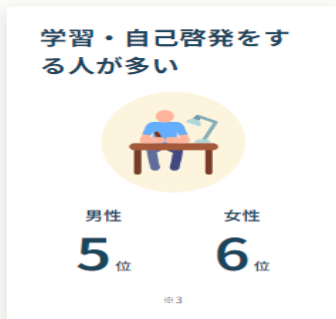 学習・自己啓発をす
る人が多い
男性 女性
5位 6位
※3